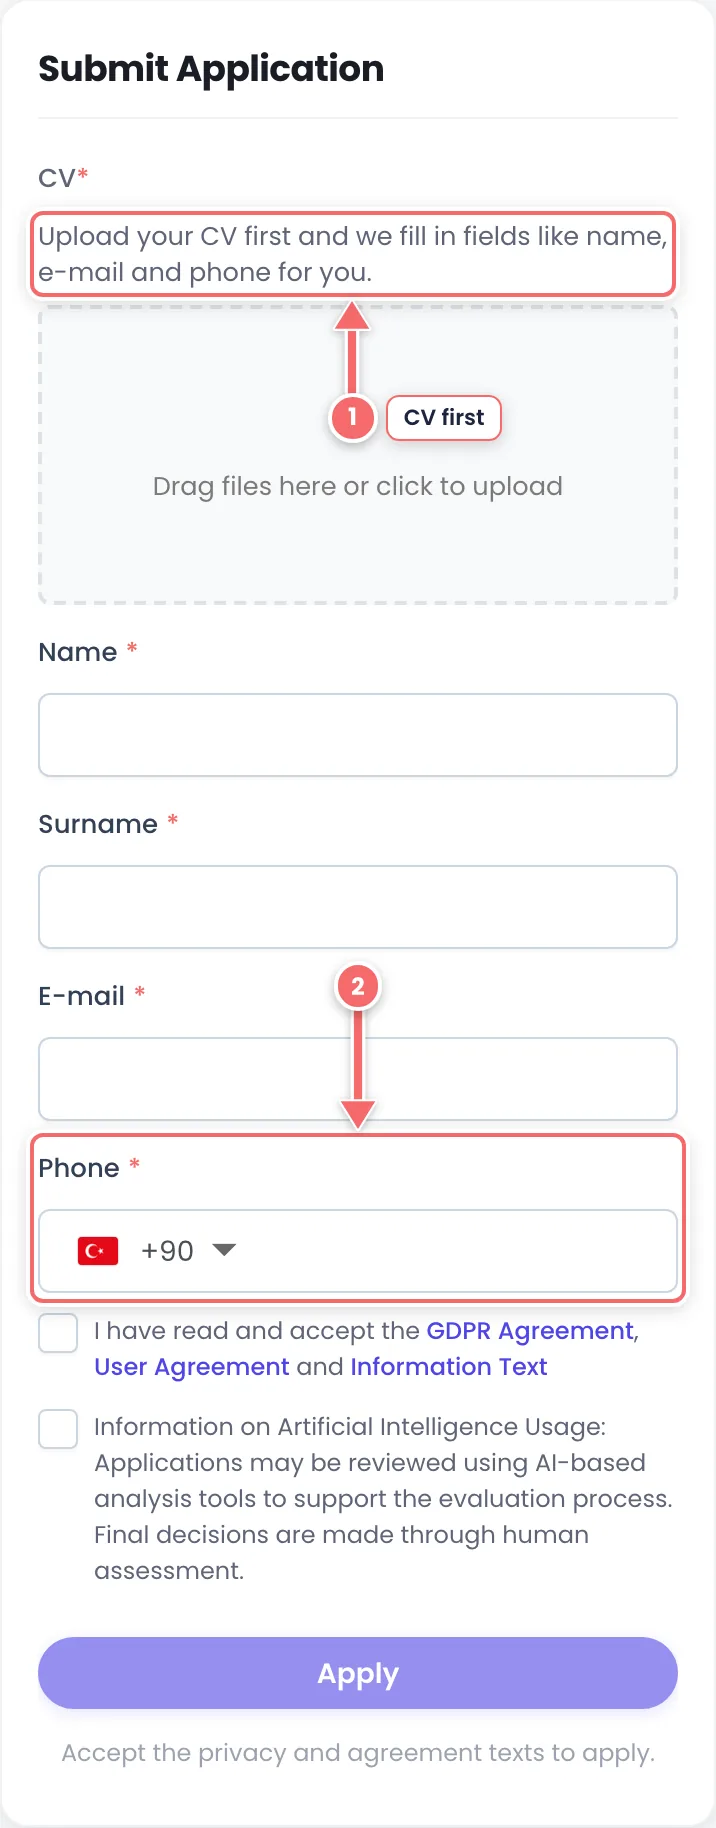 Submit Application
CV*
Upload your CV first and we fill in fields like name,
e-mail and phone for you.
1
CV first
Drag files here or click to upload
Name *
Surname *
E-mail *
2
Phone *
+90
I have read and accept the GDPR Agreement,
User Agreement and Information Text
Information on Artificial Intelligence Usage:
Applications may be reviewed using AI-based
analysis tools to support the evaluation process.
Final decisions are made through human
assessment.
Apply
Accept the privacy and agreement texts to apply.